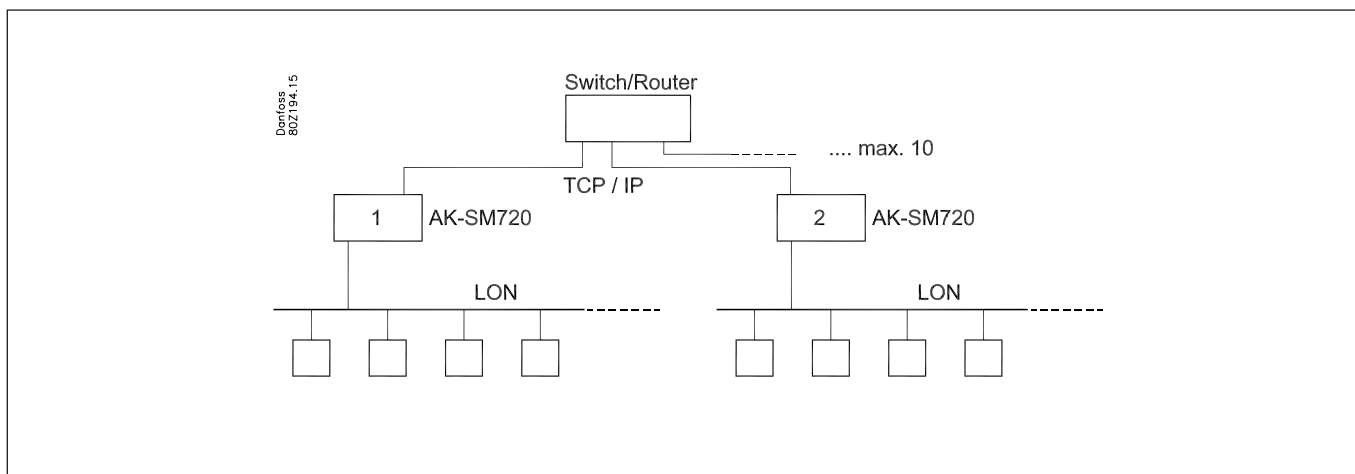 Danfoss
80Z194.15
Switch/Router
.... max. 10
TCP / IP
1
AK-SM720
2
AK-SM720
LON
LON